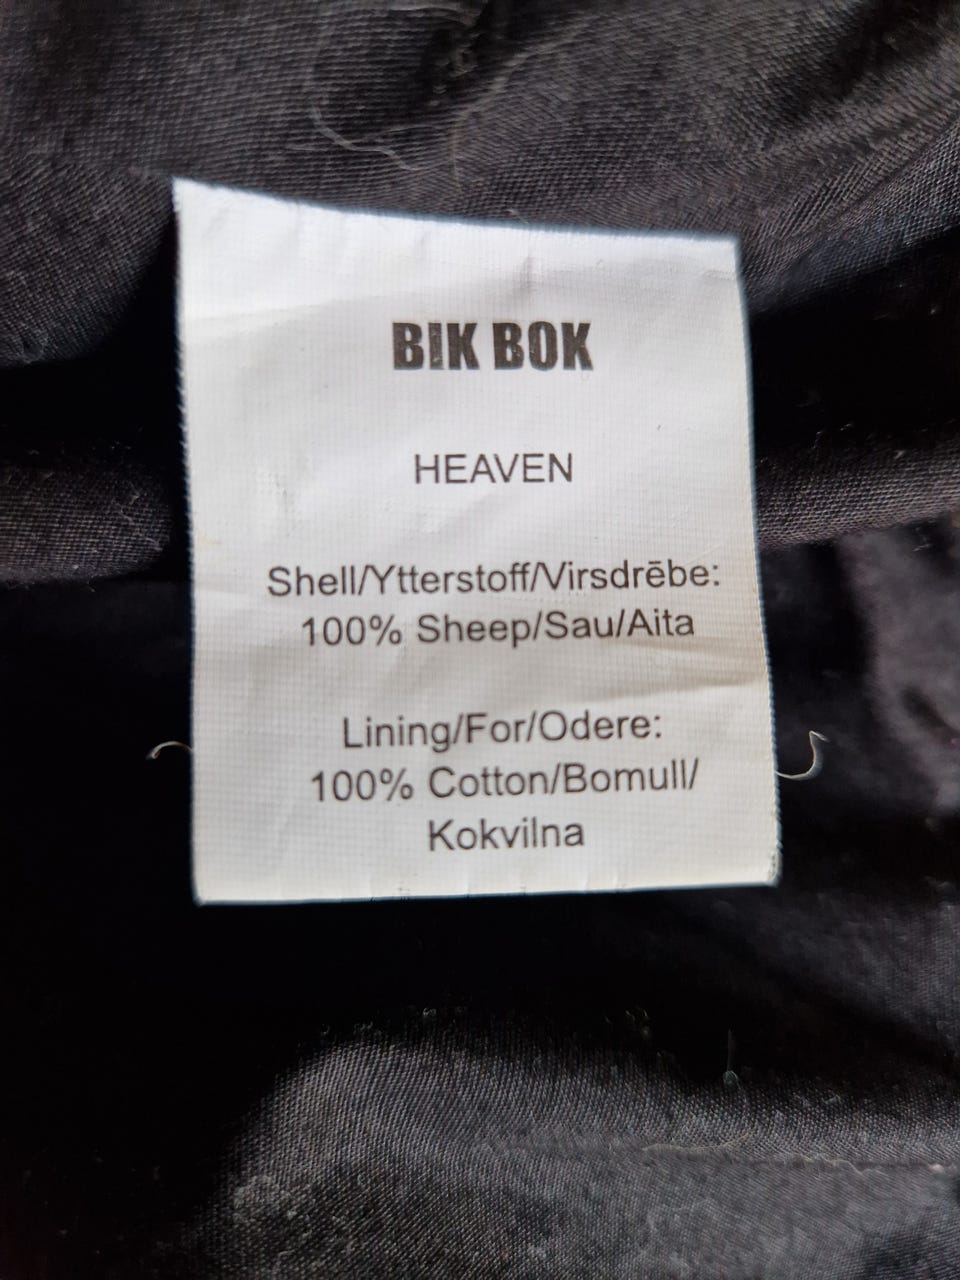 BIK BOK
HEAVEN
Shell/Ytterstoff/Virsdrēbe:
100% Sheep/Sau/Aita
Lining/For/Odere:
100% Cotton/Bomull/
Kokvilna